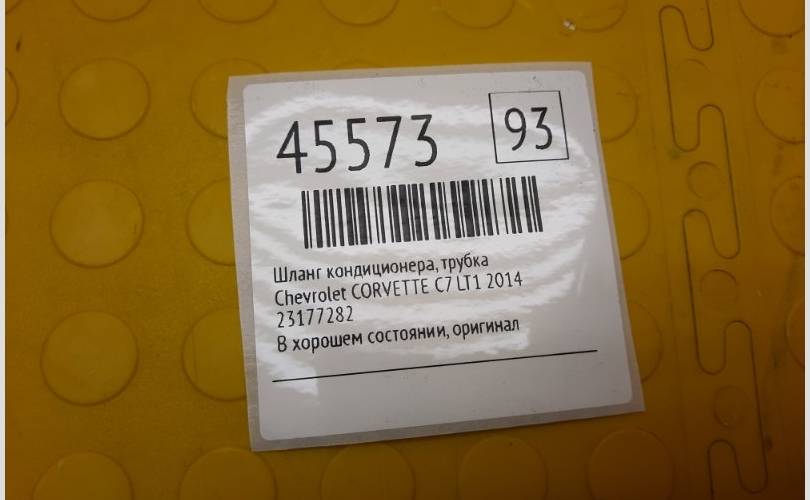 45573 93
Шланг кондиционера, трубка
Chevrolet CORVETTE C7 LT1 2014
23177282
В хорошем состоянии, оригинал